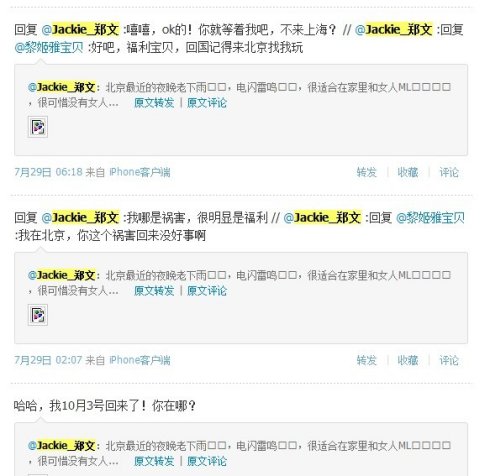 回复 @Jackie_郑文 :嘻嘻，ok的！你就等着我吧，不来上海？ // @Jackie_郑文 :回复
@黎姬雅宝贝 :好吧，福利宝贝，回国记得来北京找我玩
@Jackie_郑文：北京最近的夜晚老下雨□□，电闪雷鸣□□，很适合在家里和女人ML□□□□
，很可惜没有女人... 原文转发 | 原文评论
7月29日 06:18 来自 iPhone客户端 转发 | 收藏 | 评论
回复 @Jackie_郑文 :我哪是祸害，很明显是福利 // @Jackie_郑文 :回复 @黎姬雅宝贝
:我在北京，你这个祸害回来没好事啊
@Jackie_郑文：北京最近的夜晚老下雨□□，电闪雷鸣□□，很适合在家里和女人ML□□□□
，很可惜没有女人... 原文转发 | 原文评论
7月29日 02:07 来自 iPhone客户端 转发 | 收藏 | 评论
哈哈，我10月3号回来了！你在哪？
@Jackie_郑文：北京最近的夜晚老下雨□□，电闪雷鸣□□，很适合在家里和女人ML□□□□
，很可惜没有女人... 原文转发 | 原文评论